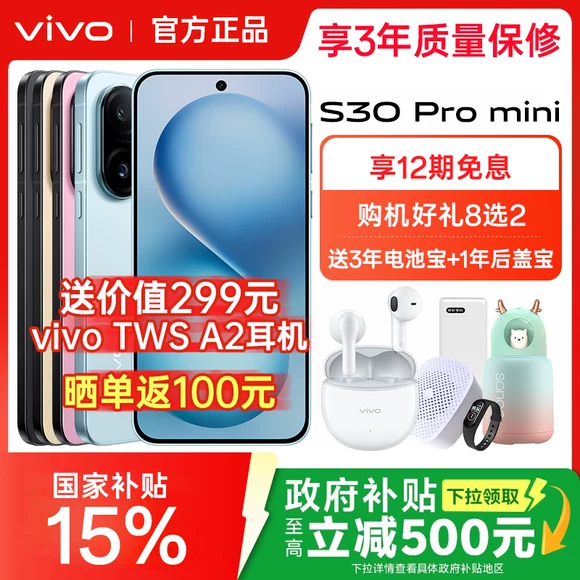 vivo | 官方正品
享3年质量保修
S30 Pro mini
享12期免息
购机好礼8选2
送3年电池宝+1年后盖宝
送价值299元
vivo TWS A2耳机
晒单返100元
vivo
国家补贴
15%
政府补贴
下拉领取
至高
立减500元
下拉详情查看具体政府补贴地区